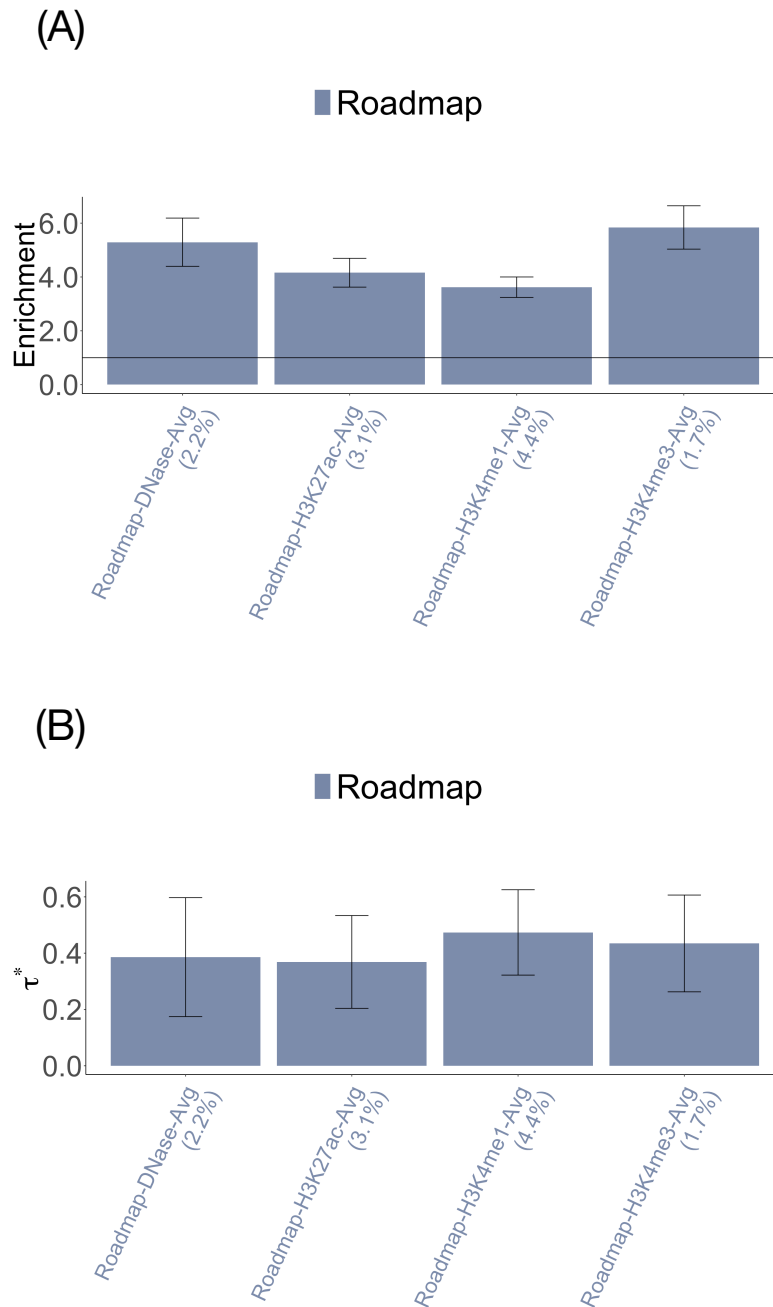 (A)
Roadmap
Enrichment
6.0
4.0
2.0
0.0
Roadmap-DNase-Avg
(2.2%)
Roadmap-H3K27ac-Avg
(3.1%)
Roadmap-H3K4me1-Avg
(4.4%)
Roadmap-H3K4me3-Avg
(1.7%)
(B)
Roadmap
τ*
0.6
0.4
0.2
0.0
Roadmap-DNase-Avg
(2.2%)
Roadmap-H3K27ac-Avg
(3.1%)
Roadmap-H3K4me1-Avg
(4.4%)
Roadmap-H3K4me3-Avg
(1.7%)